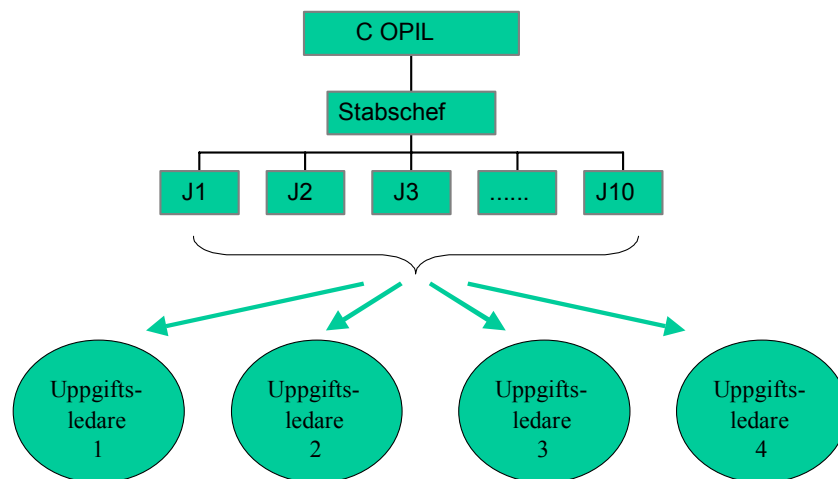 C OPIL
Stabschef
J1 J2 J3 ...... J10
Uppgifts-
ledare
1
Uppgifts-
ledare
2
Uppgifts-
ledare
3
Uppgifts-
ledare
4